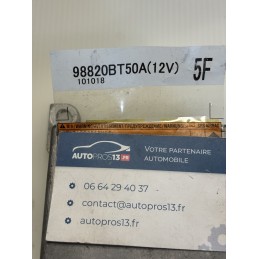 98820BT50A(12V) 5F
101018
AUTOPROS13.FR
VOTRE PARTENAIRE
AUTOMOBILE
06 64 29 40 37
contact@autopros13.fr
autopros13.fr